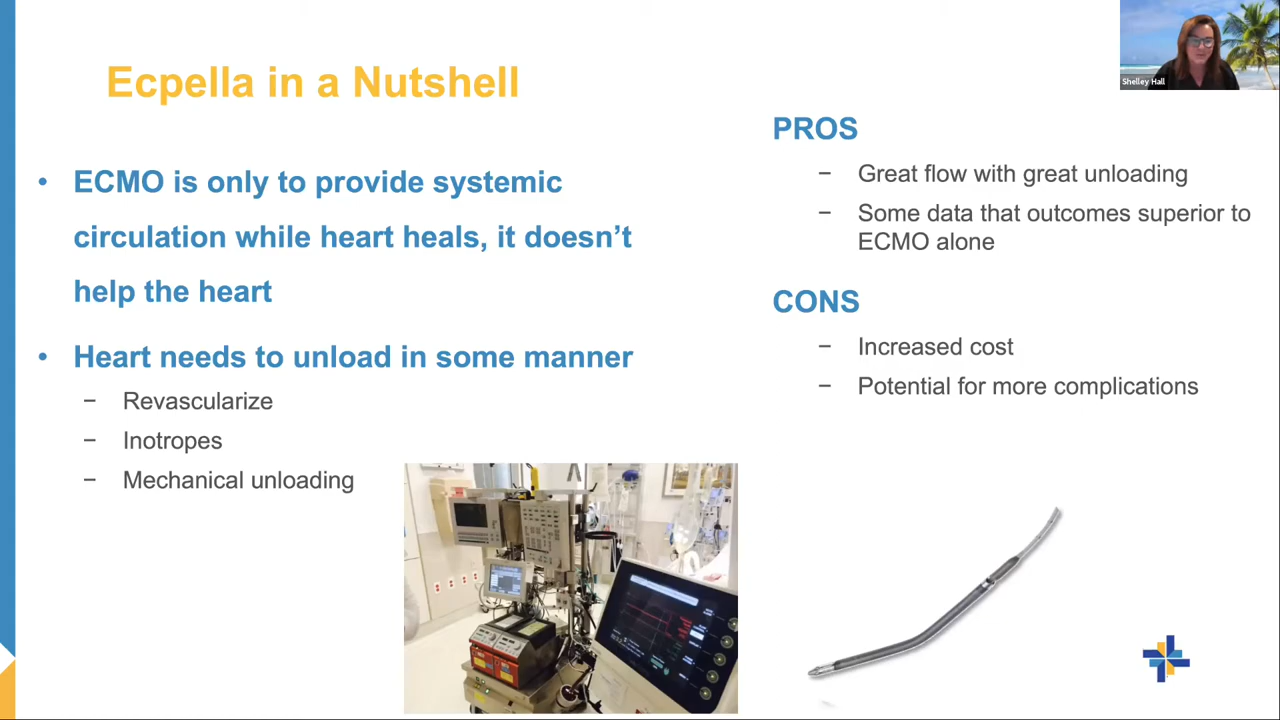 Ecpella in a Nutshell
• ECMO is only to provide systemic
circulation while heart heals, it doesn’t
help the heart
• Heart needs to unload in some manner
− Revascularize
− Inotropes
− Mechanical unloading
PROS
− Great flow with great unloading
− Some data that outcomes superior to
ECMO alone
CONS
− Increased cost
− Potential for more complications
Shelley Hall